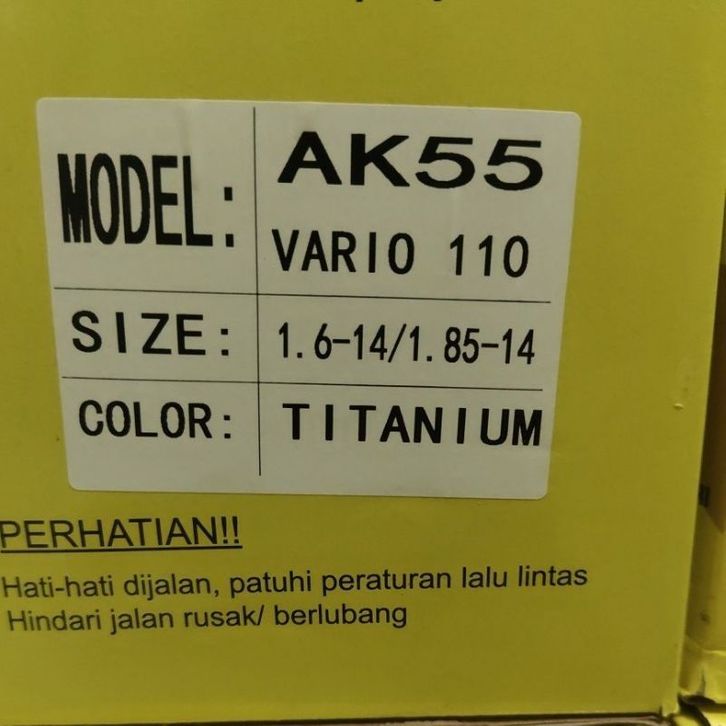 MODEL: AK55
VARIO 110
SIZE: 1.6-14/1.85-14
COLOR: TITANIUM
PERHATIAN!!
Hati-hati dijalan, patuhi peraturan lalu lintas
Hindari jalan rusak/ berlubang